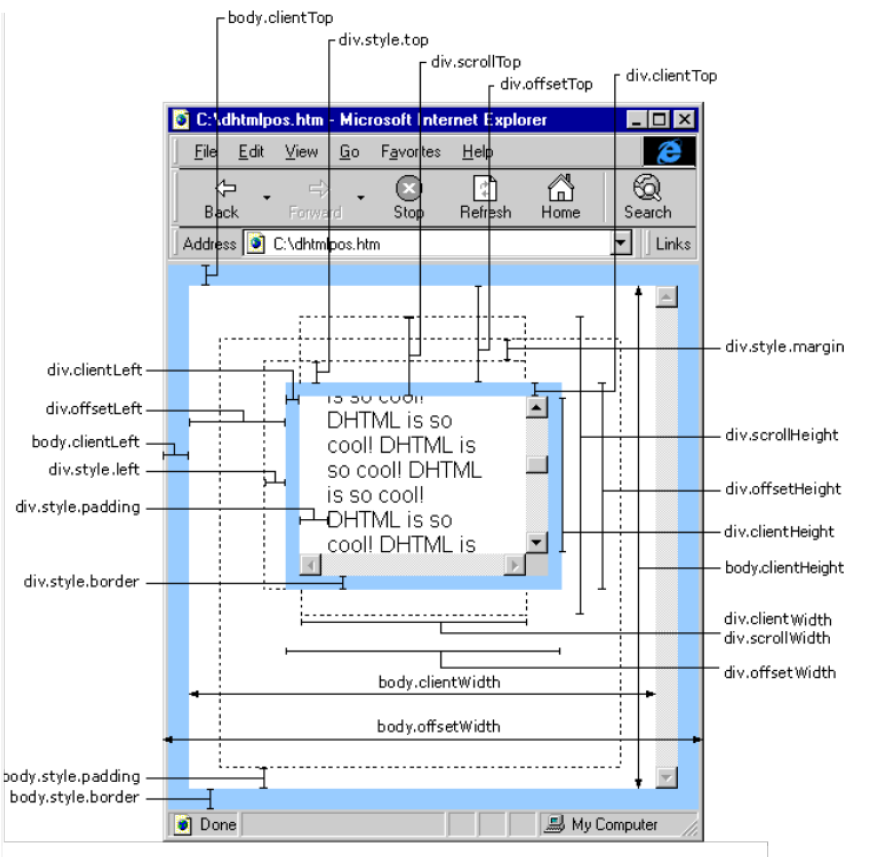 body.clientTop
div.style.top
div.scrollTop
div.offsetTop
div.clientTop
C:\dhtmlpos.htm - Microsoft Internet Explorer
File Edit View Go Favorites Help
Back Forward Stop Refresh Home Search
Address C:\dhtmlpos.htm Links
div.style.margin
div.clientLeft
div.offsetLeft
body.clientLeft
div.style.left
div.style.padding
div.style.border
is so cool!
DHTML is so
cool! DHTML is
so cool! DHTML
is so cool!
DHTML is so
cool! DHTML is
div.scrollHeight
div.offsetHeight
div.clientHeight
body.clientHeight
div.clientWidth
div.scrollWidth
div.offsetWidth
body.clientWidth
body.offsetWidth
body.style.padding
body.style.border
Done My Computer